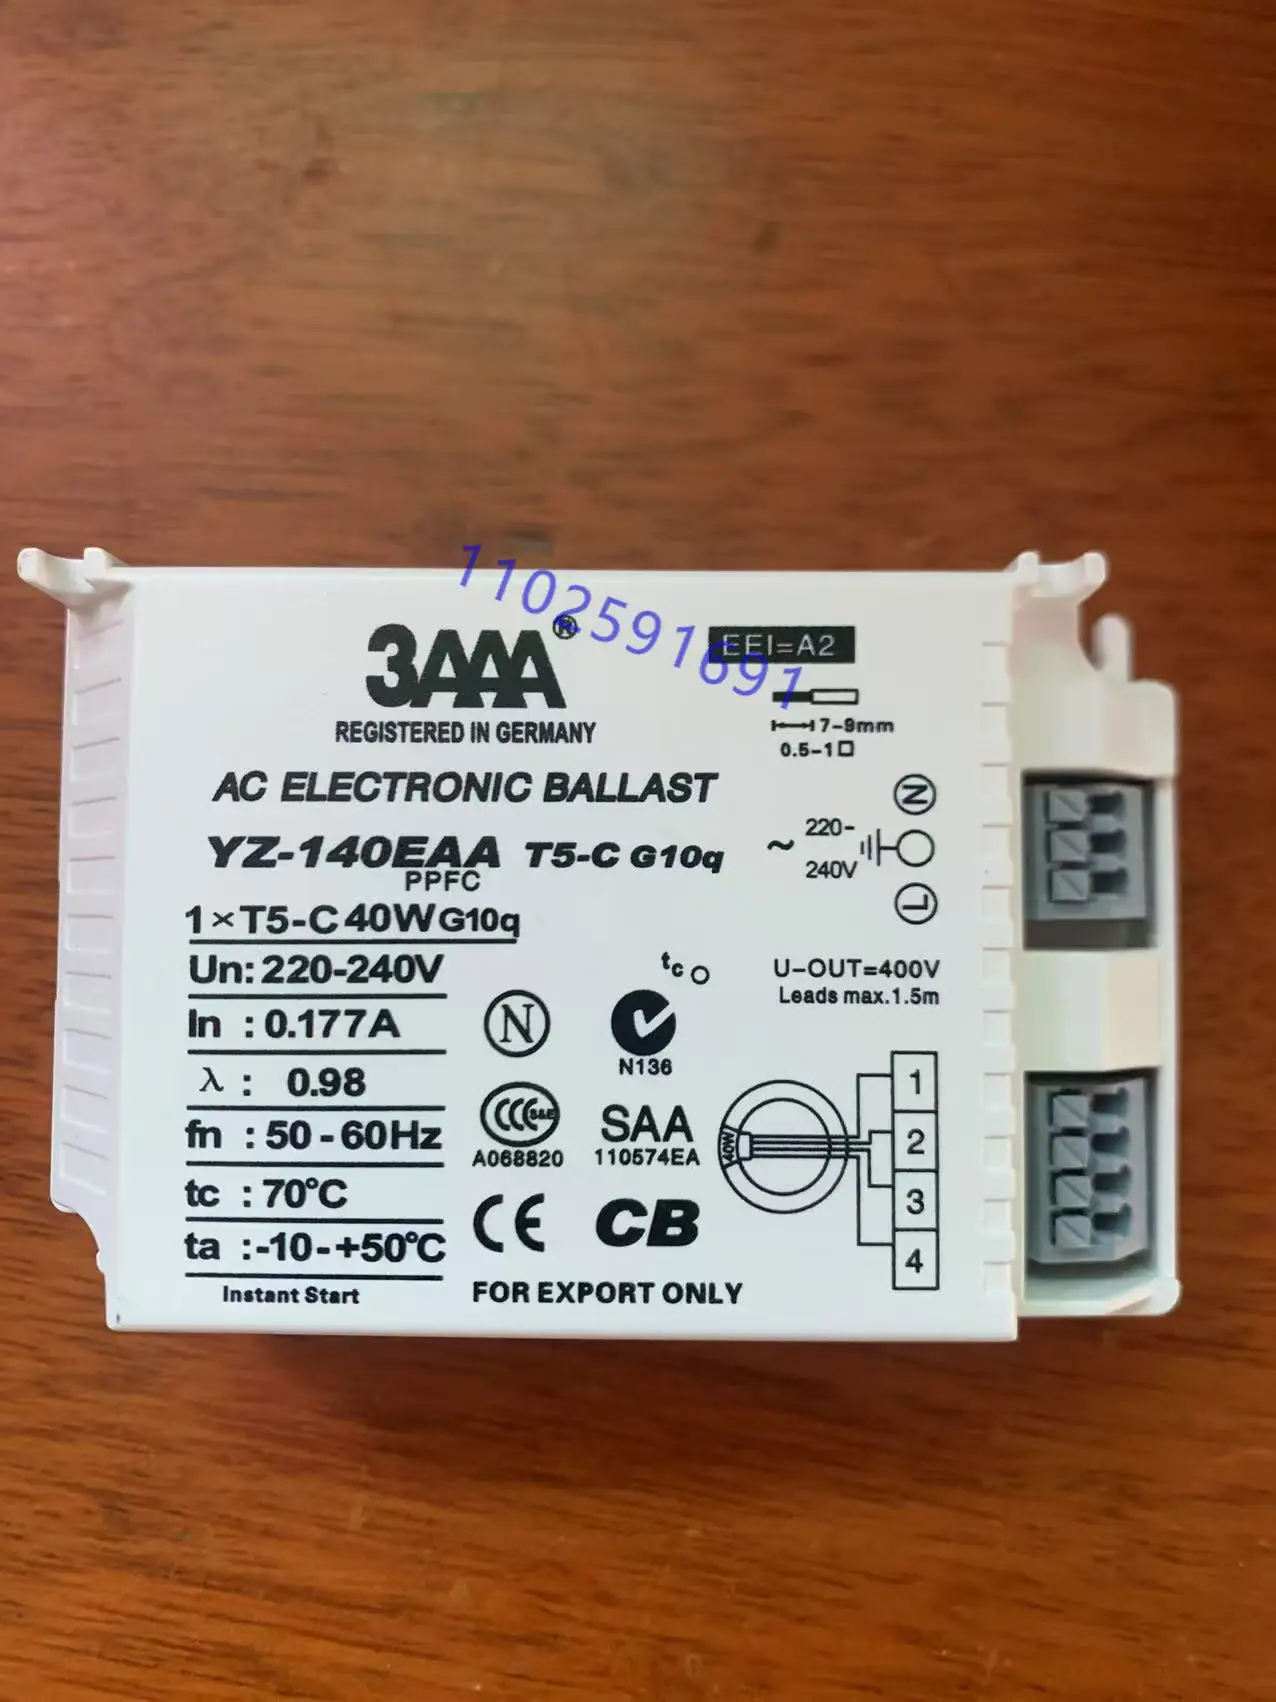 1102591691
3AAA®
REGISTERED IN GERMANY
EEI=A2
7-9mm
0.5-1□
AC ELECTRONIC BALLAST
YZ-140EAA T5-C G10q
PPFC
1×T5-C 40W G10q
Un: 220-240V
In : 0.177A
λ : 0.98
fn : 50-60Hz
tc : 70°C
ta : -10-+50°C
Instant Start
N
~ 220-
240V
L
tc
U-OUT=400V
Leads max.1.5m
N
N136
CCC S&E
A068820
SAA
110574EA
CE
CB
FOR EXPORT ONLY
40W
1
2
3
4